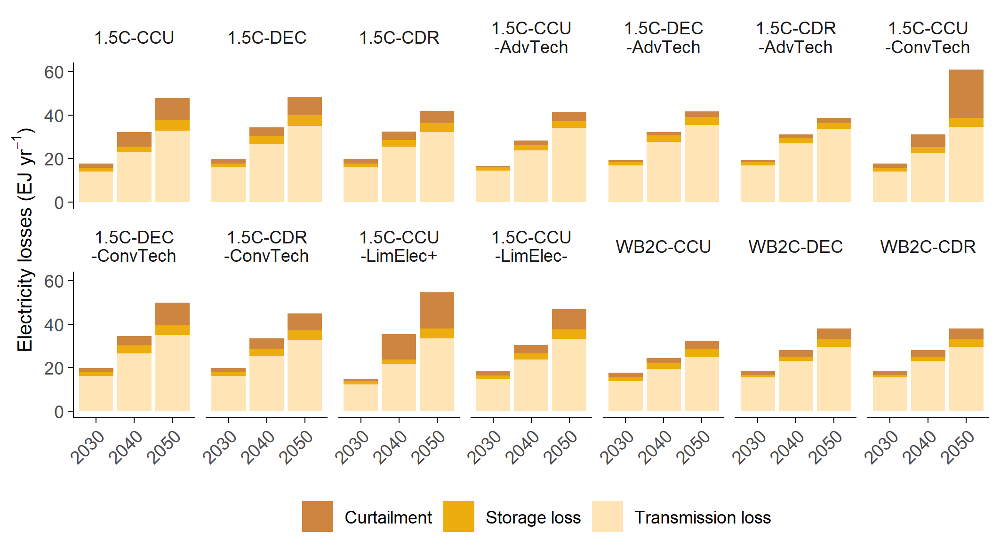 1.5C-CCU
1.5C-DEC
1.5C-CDR
1.5C-CCU
-AdvTech
1.5C-DEC
-AdvTech
1.5C-CDR
-AdvTech
1.5C-CCU
-ConvTech
60
40
20
0
Electricity losses (EJ yr⁻¹)
1.5C-DEC
-ConvTech
1.5C-CDR
-ConvTech
1.5C-CCU
-LimElec+
1.5C-CCU
-LimElec-
WB2C-CCU
WB2C-DEC
WB2C-CDR
60
40
20
0
2030 2040 2050
2030 2040 2050
2030 2040 2050
2030 2040 2050
2030 2040 2050
2030 2040 2050
2030 2040 2050
Curtailment
Storage loss
Transmission loss